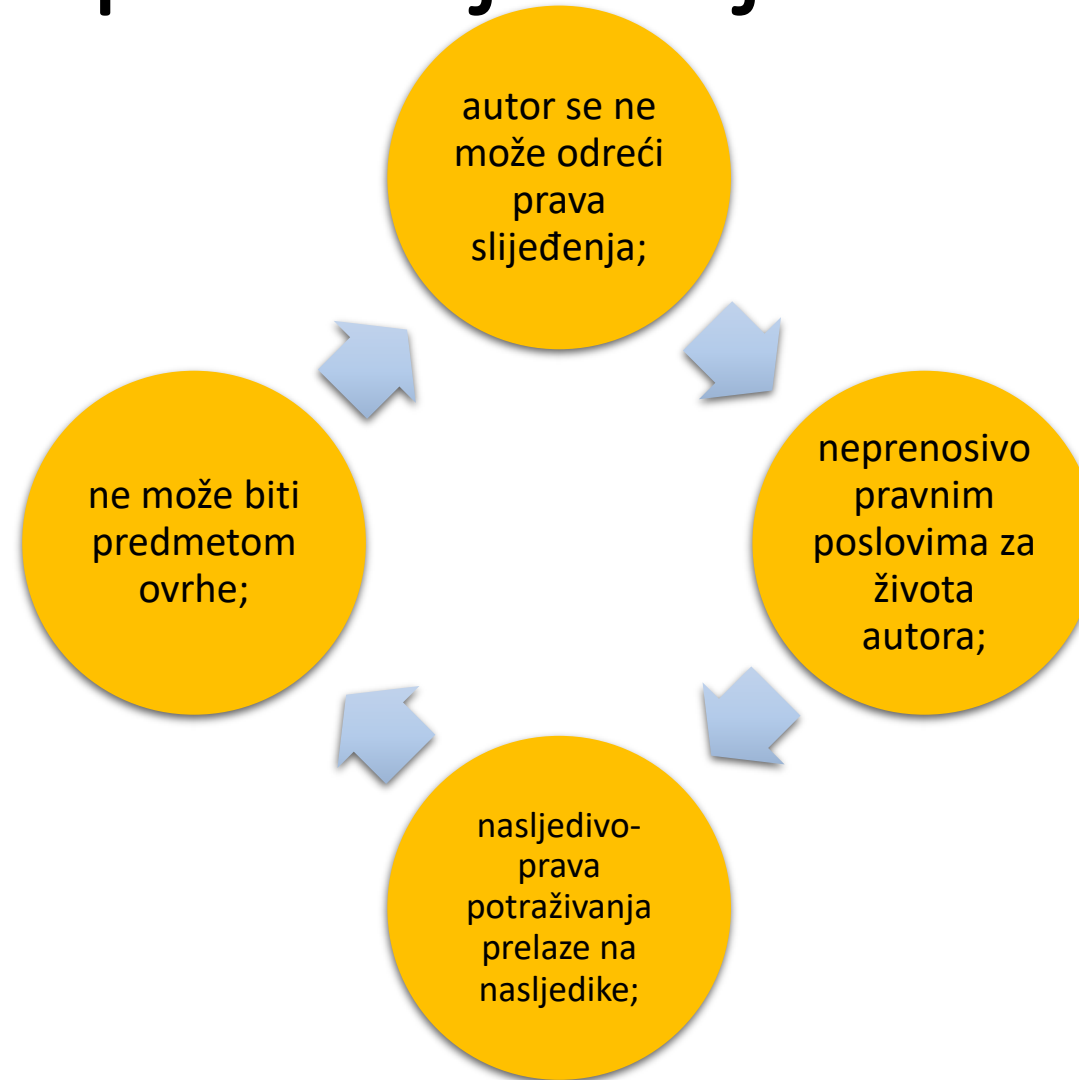 autor se ne
može odreći
prava
slijeđenja;
neprenosivo
pravnim
poslovima za
života
autora;
nasljedivo-
prava
potraživanja
prelaze na
nasljedike;
ne može biti
predmetom
ovrhe;